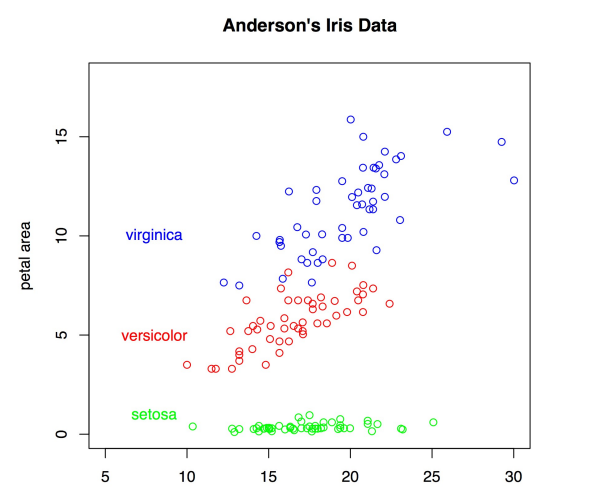 Anderson's Iris Data
petal area
15
10
5
0
virginica
versicolor
setosa
5 10 15 20 25 30